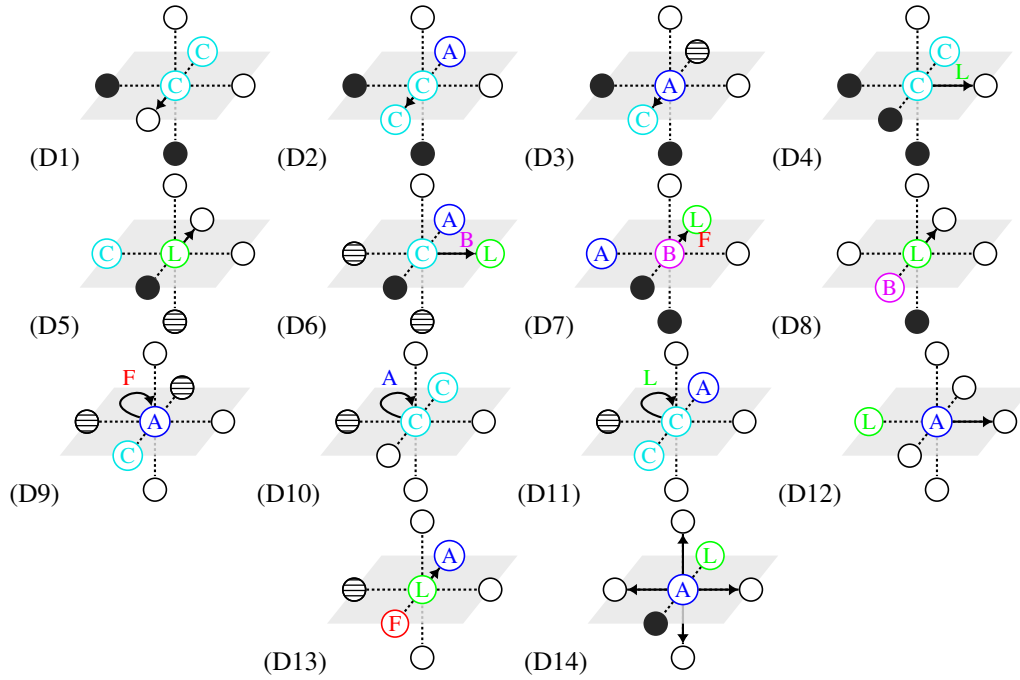 C
A
C
C
C
C
A
C
C
L
(D1)
(D2)
(D3)
(D4)
C
L
A
C
B
L
L
A
B
F
L
B
(D5)
(D6)
(D7)
(D8)
F
A
C
A
C
C
L
A
C
C
L
A
(D9)
(D10)
(D11)
(D12)
A
L
F
L
A
(D13)
(D14)